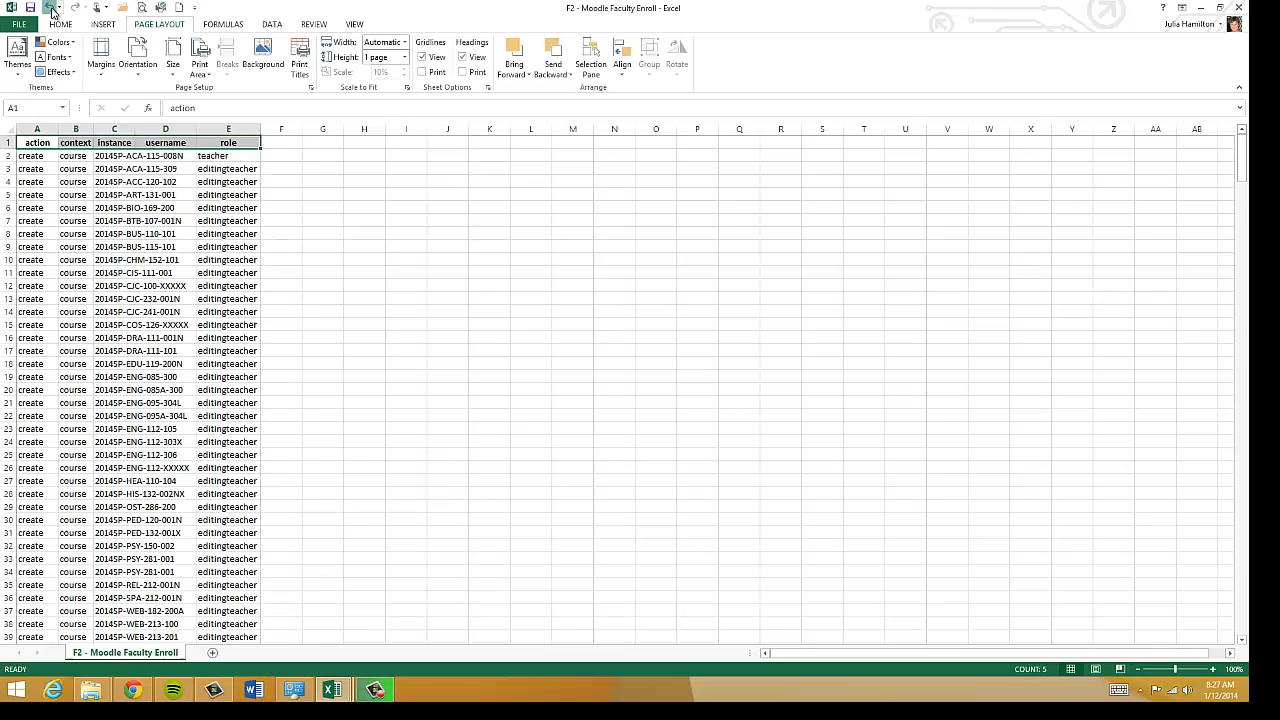 F2 - Moodle Faculty Enroll - Excel
FILE HOME INSERT PAGE LAYOUT FORMULAS DATA REVIEW VIEW Julia Hamilton
Themes Colors Fonts Effects Margins Orientation Size Print Area Breaks Background Print Titles Width: Automatic Height: 1 page Scale: 10% Gridlines View Print Headings View Print Bring Forward Send Backward Selection Pane Align Group Rotate
Themes Page Setup Scale to Fit Sheet Options Arrange
A1 fx action
A B C D E F G H I J K L M N O P Q R S T U V W X Y Z AA AB
1 action context instance username role
2 create course 20145P-ACA-115-008N teacher
3 create course 20145P-ACA-115-309 editingteacher
4 create course 20145P-ACC-120-102 editingteacher
5 create course 20145P-ART-131-001 editingteacher
6 create course 20145P-BIO-169-200 editingteacher
7 create course 20145P-BTB-107-001N editingteacher
8 create course 20145P-BUS-110-101 editingteacher
9 create course 20145P-BUS-115-101 editingteacher
10 create course 20145P-CHM-152-101 editingteacher
11 create course 20145P-CIS-111-001 editingteacher
12 create course 20145P-CJC-100-XXXXX editingteacher
13 create course 20145P-CJC-232-001N editingteacher
14 create course 20145P-CJC-241-001N editingteacher
15 create course 20145P-COS-126-XXXXX editingteacher
16 create course 20145P-DRA-111-001N editingteacher
17 create course 20145P-DRA-111-101 editingteacher
18 create course 20145P-EDU-119-200N editingteacher
19 create course 20145P-ENG-085-300 editingteacher
20 create course 20145P-ENG-085A-300 editingteacher
21 create course 20145P-ENG-095-304L editingteacher
22 create course 20145P-ENG-095A-304L editingteacher
23 create course 20145P-ENG-112-105 editingteacher
24 create course 20145P-ENG-112-303X editingteacher
25 create course 20145P-ENG-112-306 editingteacher
26 create course 20145P-ENG-112-XXXXX editingteacher
27 create course 20145P-HEA-110-104 editingteacher
28 create course 20145P-HIS-132-002NX editingteacher
29 create course 20145P-OST-286-200 editingteacher
30 create course 20145P-PED-120-001N editingteacher
31 create course 20145P-PED-132-001X editingteacher
32 create course 20145P-PSY-150-002 editingteacher
33 create course 20145P-PSY-281-001 editingteacher
34 create course 20145P-PSY-281-001 editingteacher
35 create course 20145P-REL-212-001N editingteacher
36 create course 20145P-SPA-212-001N editingteacher
37 create course 20145P-WEB-182-200A editingteacher
38 create course 20145P-WEB-213-100 editingteacher
39 create course 20145P-WEB-213-201 editingteacher
F2 - Moodle Faculty Enroll
READY COUNT: 5 100%
8:27 AM
1/12/2014